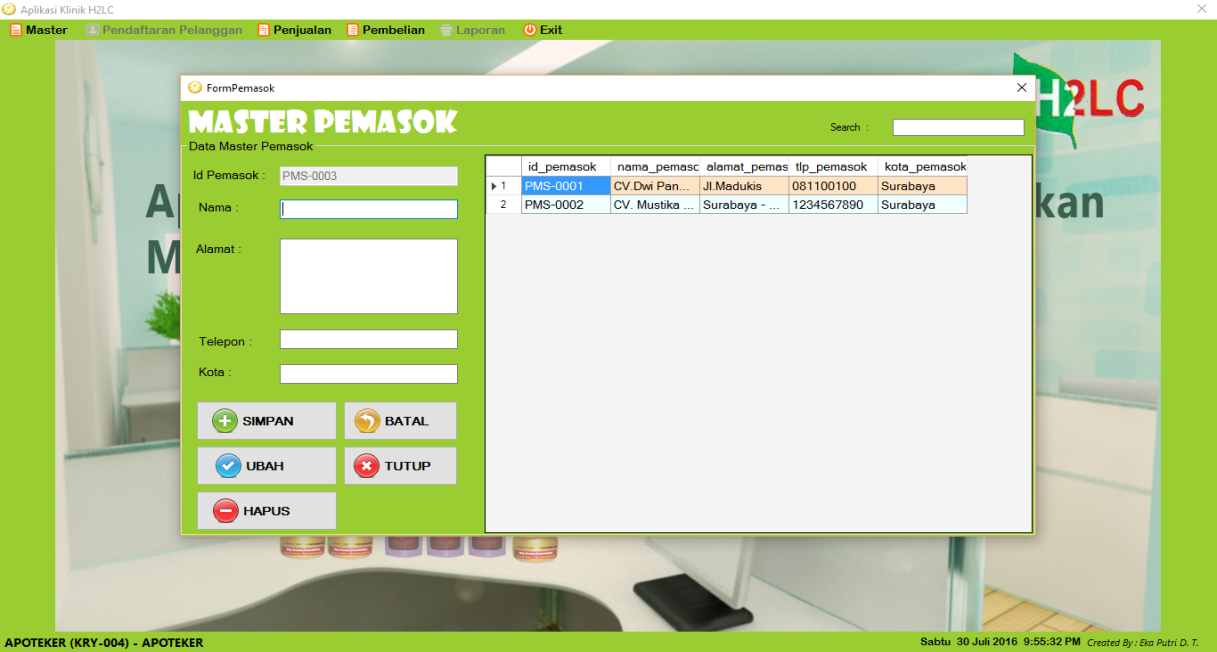 Aplikasi Klinik H2LC
Master Pendaftaran Pelanggan Penjualan Pembelian Laporan Exit
H2LC
FormPemasok
MASTER PEMASOK
Search :
Data Master Pemasok
Id Pemasok : PMS-0003
Nama :
Alamat :
Telepon :
Kota :
SIMPAN BATAL
UBAH TUTUP
HAPUS
id_pemasok nama_pemasc alamat_pemas tlp_pemasok kota_pemasok
1 PMS-0001 CV.Dwi Pan... Jl.Madukis 081100100 Surabaya
2 PMS-0002 CV. Mustika ... Surabaya - ... 1234567890 Surabaya
A kan
M
APOTEKER (KRY-004) - APOTEKER
Sabtu 30 Juli 2016 9:55:32 PM Created By : Eka Putri D. T.